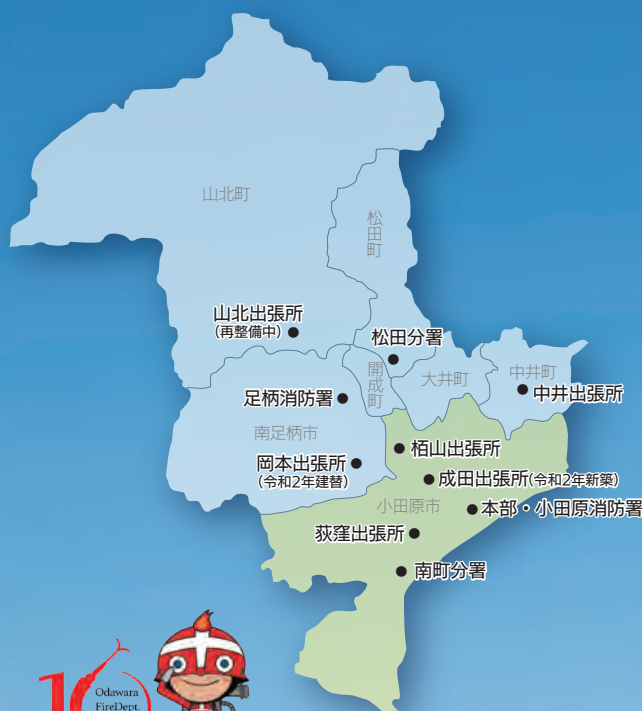 山北町
松田町
山北出張所
(再整備中)
松田分署
開成町
大井町
中井町
中井出張所
足柄消防署
南足柄市
栢山出張所
岡本出張所
(令和2年建替)
成田出張所(令和2年新築)
小田原市
本部・小田原消防署
荻窪出張所
南町分署
10
Odawara
FireDept.